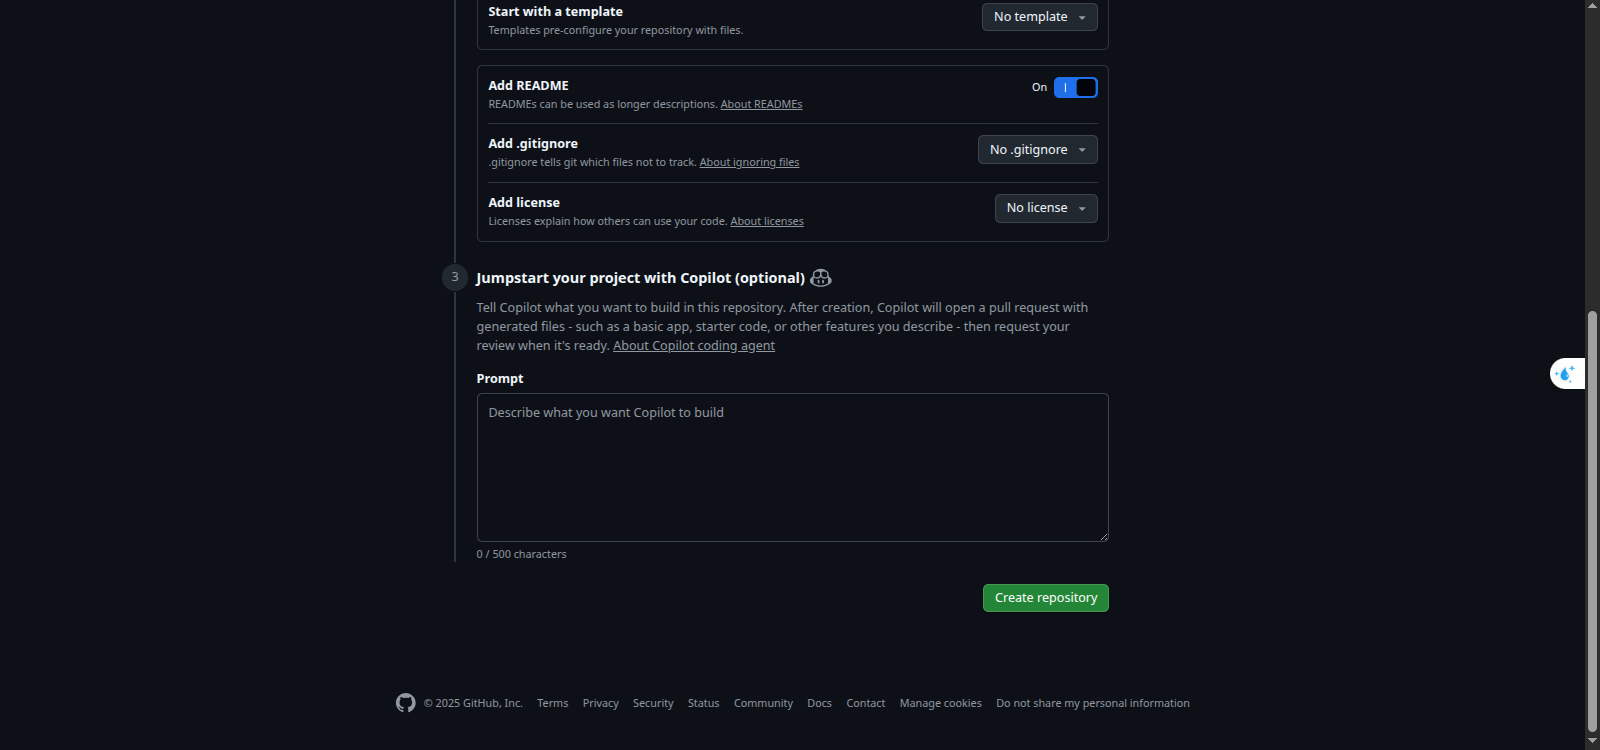 Start with a template
Templates pre-configure your repository with files.
No template
Add README
READMEs can be used as longer descriptions. About READMEs
On
Add .gitignore
.gitignore tells git which files not to track. About ignoring files
No .gitignore
Add license
Licenses explain how others can use your code. About licenses
No license
3
Jumpstart your project with Copilot (optional)
Tell Copilot what you want to build in this repository. After creation, Copilot will open a pull request with
generated files - such as a basic app, starter code, or other features you describe - then request your
review when it's ready. About Copilot coding agent
Prompt
Describe what you want Copilot to build
0 / 500 characters
Create repository
© 2025 GitHub, Inc. Terms Privacy Security Status Community Docs Contact Manage cookies Do not share my personal information